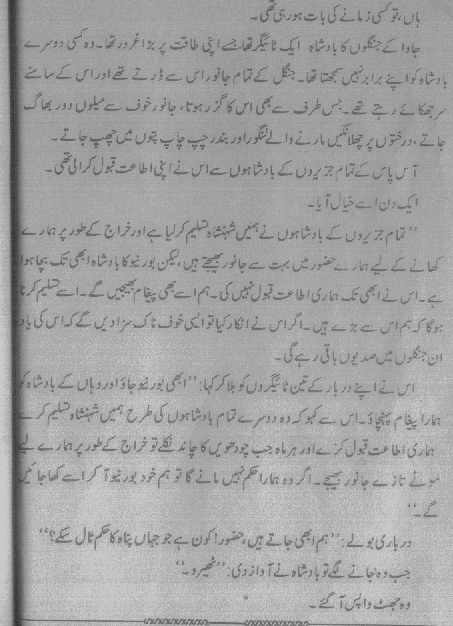 ہاں، تو کسی زمانے کی بات ہو رہی تھی۔
جاوا کے جنگلوں کا بادشاہ ایک ٹائیگر تھا جسے اپنی طاقت پر بڑا غرور تھا۔ وہ کسی دوسرے
بادشاہ کو اپنے برابر نہیں سمجھتا تھا۔ جنگل کے تمام جانور اس سے ڈرتے تھے اور اس کے سامنے
سر جھکائے رہتے تھے۔ جس طرف سے بھی اس کا گزر ہوتا، جانور خوف سے میلوں دور بھاگ
جاتے، درختوں پر چھلانگیں مارنے والے لنگور اور بندر چپ چاپ پتوں میں چھپ جاتے۔
آس پاس کے تمام جزیروں کے بادشاہوں سے اس نے اپنی اطاعت قبول کرالی تھی۔
ایک دن اسے خیال آیا۔
”تمام جزیروں کے بادشاہوں نے ہمیں شہنشاہ تسلیم کر لیا ہے اور خراج کے طور پر ہمارے
کھانے کے لیے ہمارے حضور میں بہت سے جانور بھیجتے ہیں، لیکن بورنیو کا بادشاہ ابھی تک بچا ہوا
ہے۔ اس نے ابھی تک ہماری اطاعت قبول نہیں کی۔ ہم اسے بھی پیغام بھیجیں گے۔ اسے تسلیم کرنا
ہوگا کہ ہم اس سے بڑے ہیں۔ اگر اس نے انکار کیا تو ایسی خوف ناک سزا دیں گے کہ اس کی یاد
ان جنگلوں میں صدیوں باقی رہے گی۔
اس نے اپنے دربار کے تین ٹائیگروں کو بلا کر کہا: ”ابھی بورنیو جاؤ اور وہاں کے بادشاہ کو
ہمارا پیغام پہنچاؤ۔ اس سے کہو کہ وہ دوسرے تمام بادشاہوں کی طرح ہمیں شہنشاہ تسلیم کرے
ہماری اطاعت قبول کرے اور ہر ماہ جب چودھویں کا چاند نکلے تو خراج کے طور پر ہمارے لیے
موٹے تازے جانور بھیجے۔ اگر وہ ہمارا حکم نہیں مانے گا تو ہم خود بورنیو آ کر اسے کھا جائیں
گے۔“
درباری بولے: ”ہم ابھی جاتے ہیں، حضور! کون ہے جو جہاں پناہ کا حکم ٹال سکے؟“
جب وہ جانے لگے تو بادشاہ نے آواز دی: ”ٹھیرو۔“
وہ جھٹ واپس آ گئے۔